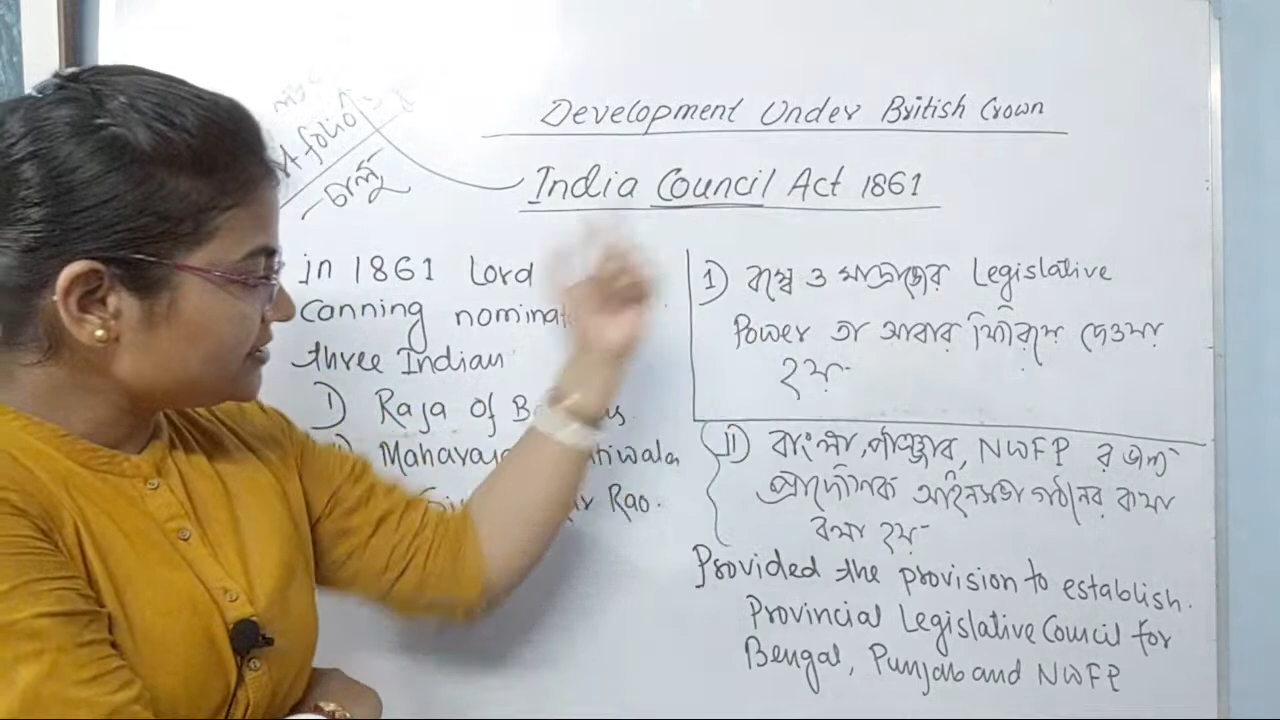 folio
চালু
Development Under British Crown
India Council Act 1861
in 1861 Lord
Canning
three Indian
1) Raja of
Rao.
1) বম্বে ও মাদ্রাজের Legislative
Power তা আবার ফিরিয়ে দেওয়া
হয়
II) বাংলা, পাঞ্জাব, NWFP র জন্য
প্রাদেশিক আইনসভা গঠনের কথা
বলা হয়
Provided the provision to establish.
Provincial Legislative Council for
Bengal, Punjab and NWFP